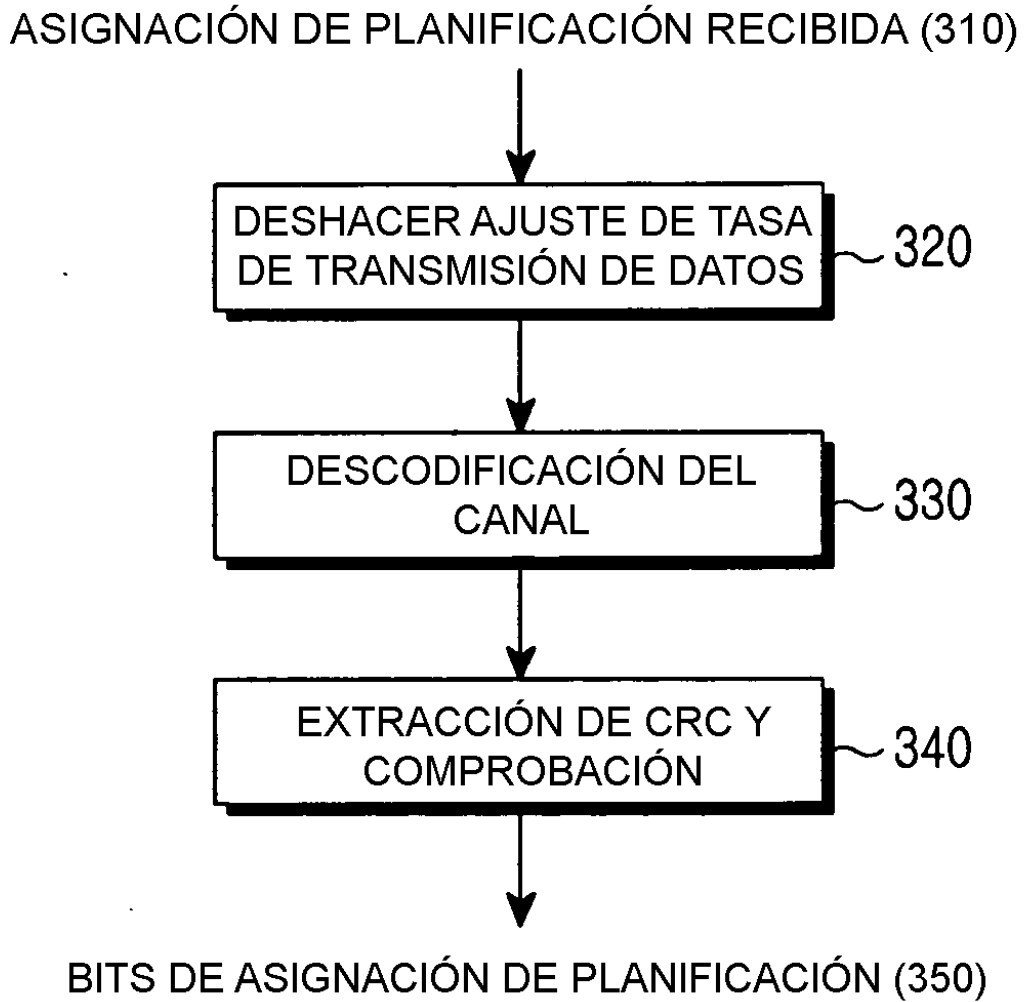 ASIGNACIÓN DE PLANIFICACIÓN RECIBIDA (310)
DESHACER AJUSTE DE TASA
DE TRANSMISIÓN DE DATOS
320
DESCODIFICACIÓN DEL
CANAL
330
EXTRACCIÓN DE CRC Y
COMPROBACIÓN
340
BITS DE ASIGNACIÓN DE PLANIFICACIÓN (350)